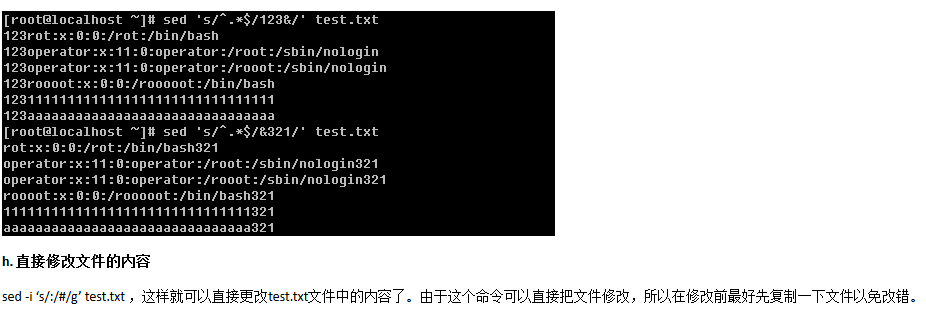 [root@localhost ~]# sed 's/^.*$/123&/' test.txt
123rot:x:0:0:/rot:/bin/bash
123operator:x:11:0:operator:/root:/sbin/nologin
123operator:x:11:0:operator:/rooot:/sbin/nologin
123roooot:x:0:0:/rooooot:/bin/bash
1231111111111111111111111111111111
123aaaaaaaaaaaaaaaaaaaaaaaaaaaaaaa
[root@localhost ~]# sed 's/^.*$/&321/' test.txt
rot:x:0:0:/rot:/bin/bash321
operator:x:11:0:operator:/root:/sbin/nologin321
operator:x:11:0:operator:/rooot:/sbin/nologin321
roooot:x:0:0:/rooooot:/bin/bash321
1111111111111111111111111111111321
aaaaaaaaaaaaaaaaaaaaaaaaaaaaaaa321
h. 直接修改文件的内容
sed -i ‘s/:/#/g’ test.txt ，这样就可以直接更改test.txt文件中的内容了。由于这个命令可以直接把文件修改，所以在修改前最好先复制一下文件以免改错。